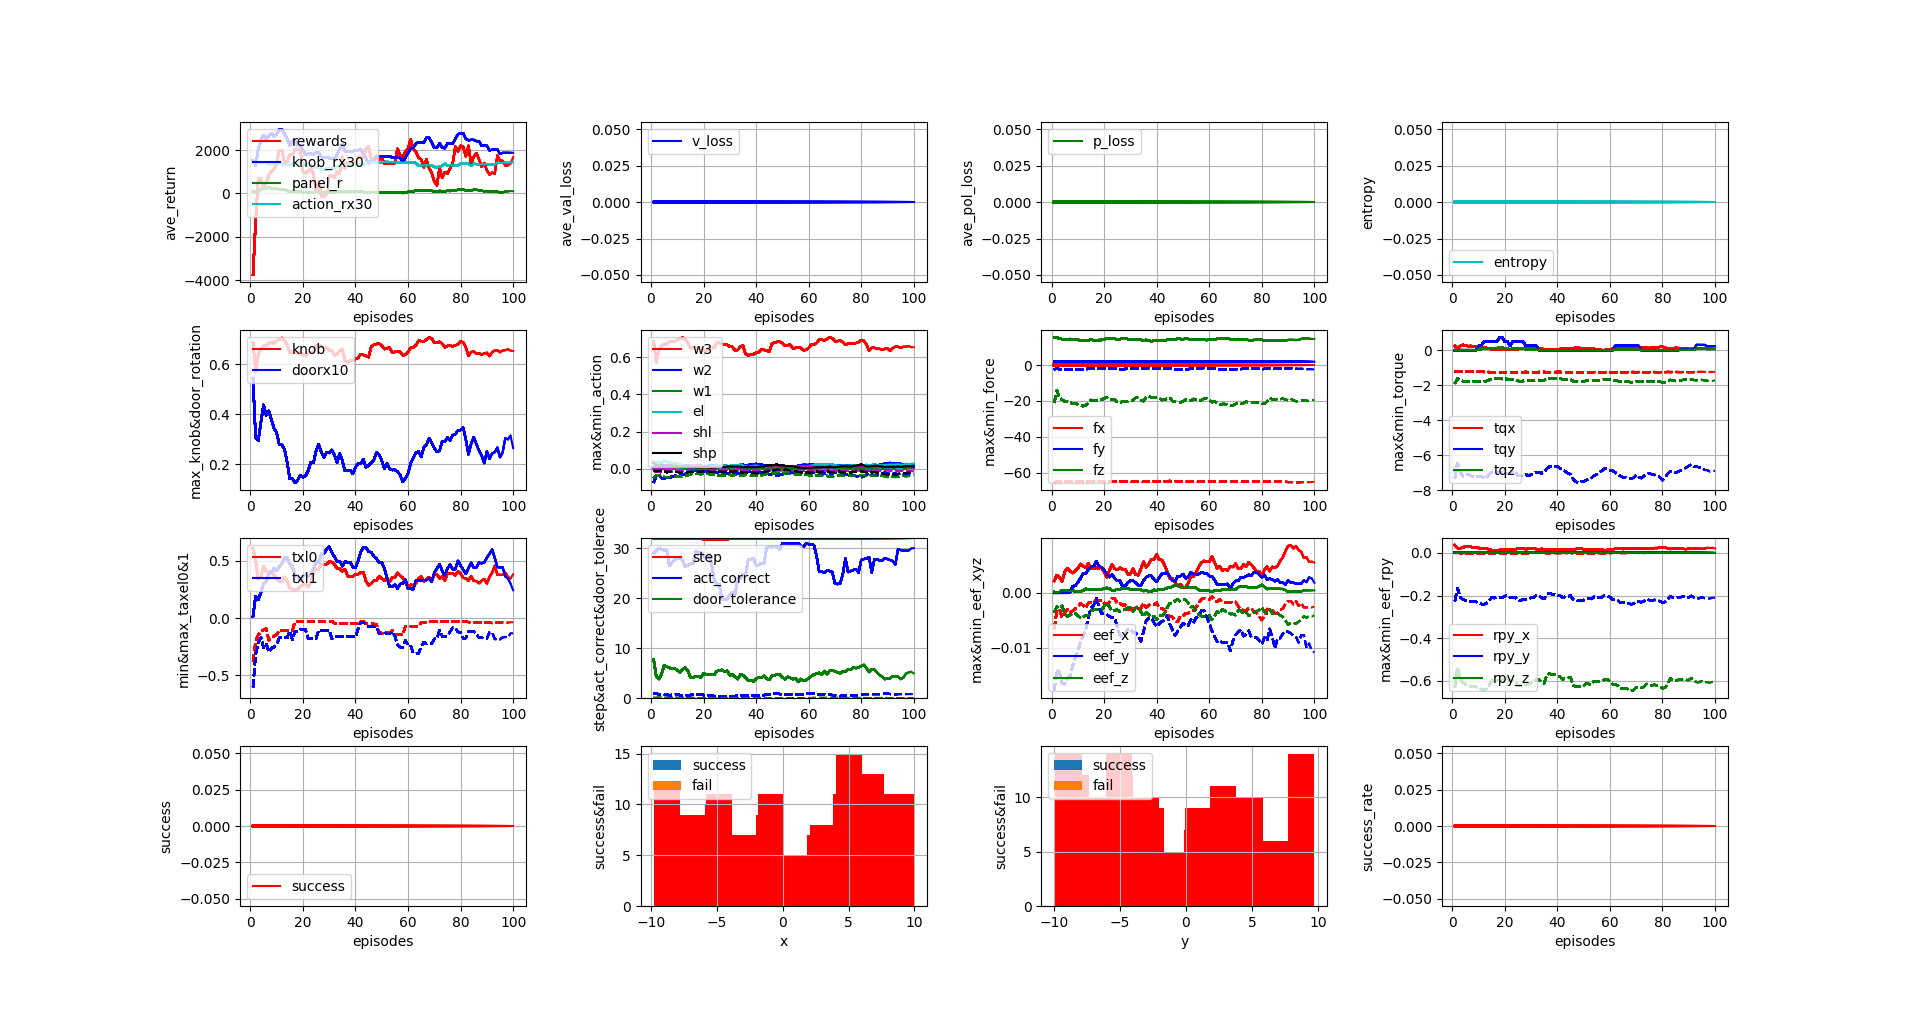 ave_return
2000
0
−2000
−4000
rewards
knob_rx30
panel_r
action_rx30
0 20 40 60 80 100
episodes
ave_val_loss
0.050
0.025
0.000
−0.025
−0.050
v_loss
0 20 40 60 80 100
episodes
ave_pol_loss
0.050
0.025
0.000
−0.025
−0.050
p_loss
0 20 40 60 80 100
episodes
entropy
0.050
0.025
0.000
−0.025
−0.050
entropy
0 20 40 60 80 100
episodes
max_knob&door_rotation
0.6
0.4
0.2
knob
doorx10
0 20 40 60 80 100
episodes
max&min_action
0.6
0.4
0.2
0.0
w3
w2
w1
el
shl
shp
0 20 40 60 80 100
episodes
max&min_force
0
−20
−40
−60
fx
fy
fz
0 20 40 60 80 100
episodes
max&min_torque
0
−2
−4
−6
−8
tqx
tqy
tqz
0 20 40 60 80 100
episodes
min&max_taxel0&1
0.5
0.0
−0.5
txl0
txl1
0 20 40 60 80 100
episodes
step&act_correct&door_tolerace
30
20
10
0
step
act_correct
door_tolerance
0 20 40 60 80 100
episodes
max&min_eef_xyz
0.00
−0.01
eef_x
eef_y
eef_z
0 20 40 60 80 100
episodes
max&min_eef_rpy
0.0
−0.2
−0.4
−0.6
rpy_x
rpy_y
rpy_z
0 20 40 60 80 100
episodes
success
0.050
0.025
0.000
−0.025
−0.050
success
0 20 40 60 80 100
episodes
success&fail
15
10
5
0
success
fail
−10 −5 0 5 10
x
success&fail
10
5
0
success
fail
−10 −5 0 5 10
y
success_rate
0.050
0.025
0.000
−0.025
−0.050
0 20 40 60 80 100
episodes